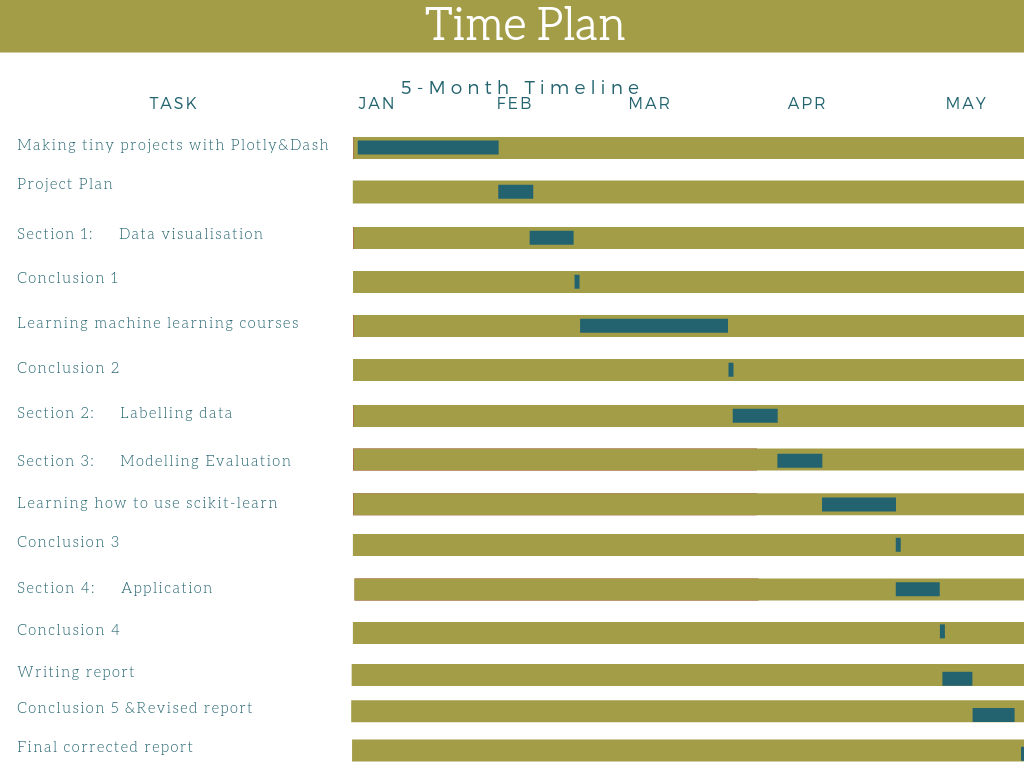 Time Plan
5-Month Timeline
TASK JAN FEB MAR APR MAY
Making tiny projects with Plotly&Dash
Project Plan
Section 1: Data visualisation
Conclusion 1
Learning machine learning courses
Conclusion 2
Section 2: Labelling data
Section 3: Modelling Evaluation
Learning how to use scikit-learn
Conclusion 3
Section 4: Application
Conclusion 4
Writing report
Conclusion 5 &Revised report
Final corrected report